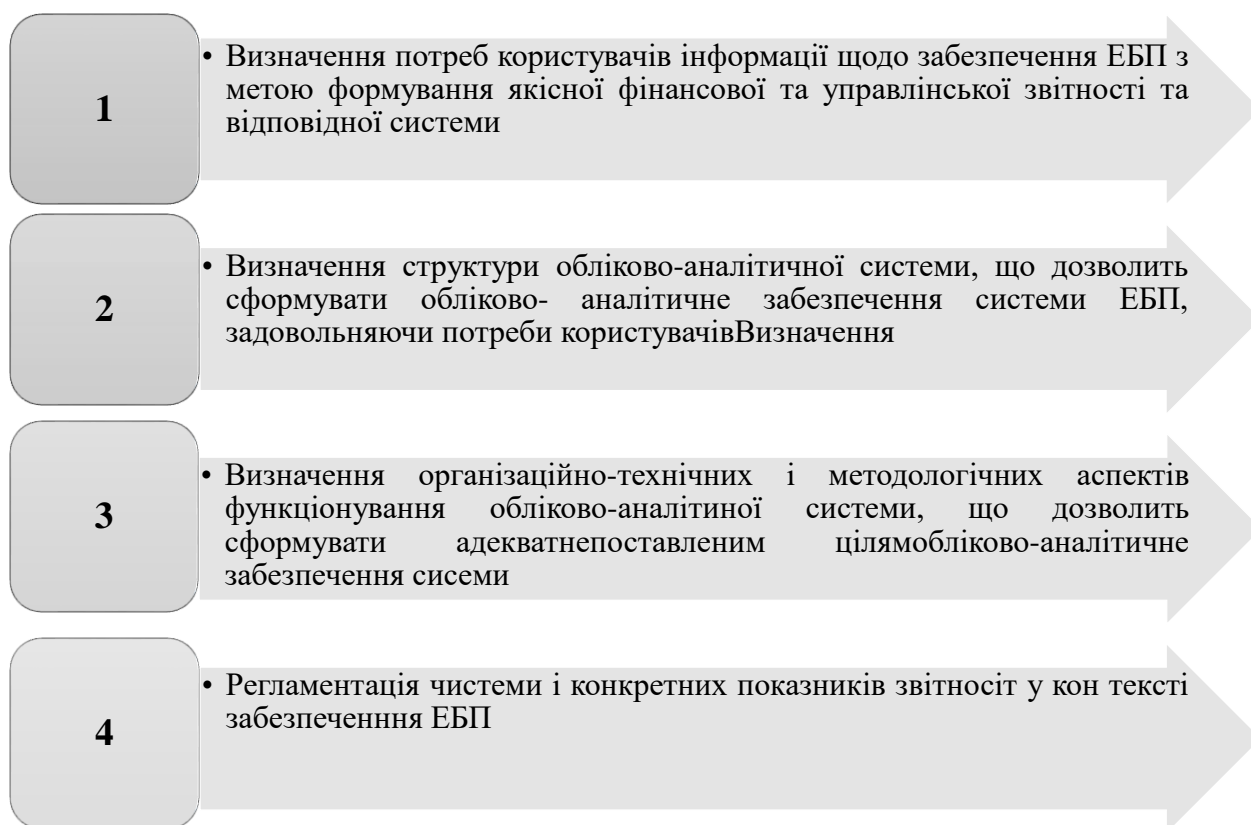 1
• Визначення потреб користувачів інформації щодо забезпечення ЕБП з
метою формування якісної фінансової та управлінської звітності та
відповідної системи
2
• Визначення структури обліково-аналітичної системи, що дозволить
сформувати обліково- аналітичне забезпечення системи ЕБП,
задовольняючи потреби користувачівВизначення
3
• Визначення організаційно-технічних і методологічних аспектів
функціонування обліково-аналітиної системи, що дозволить
сформувати адекватнепоставленим цілямобліково-аналітичне
забезпечення сисеми
4
• Регламентація чистеми і конкретних показників звітносіт у кон тексті
забезпеченння ЕБП